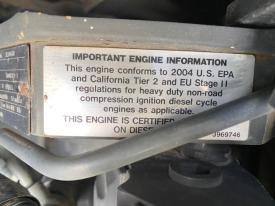 IMPORTANT ENGINE INFORMATION
This engine conforms to 2004 U.S. EPA
and California Tier 2 and EU Stage II
regulations for heavy duty non-road
compression ignition diesel cycle
engines as applicable.
THIS ENGINE IS CERTIFIED
ON DIESE
3969746